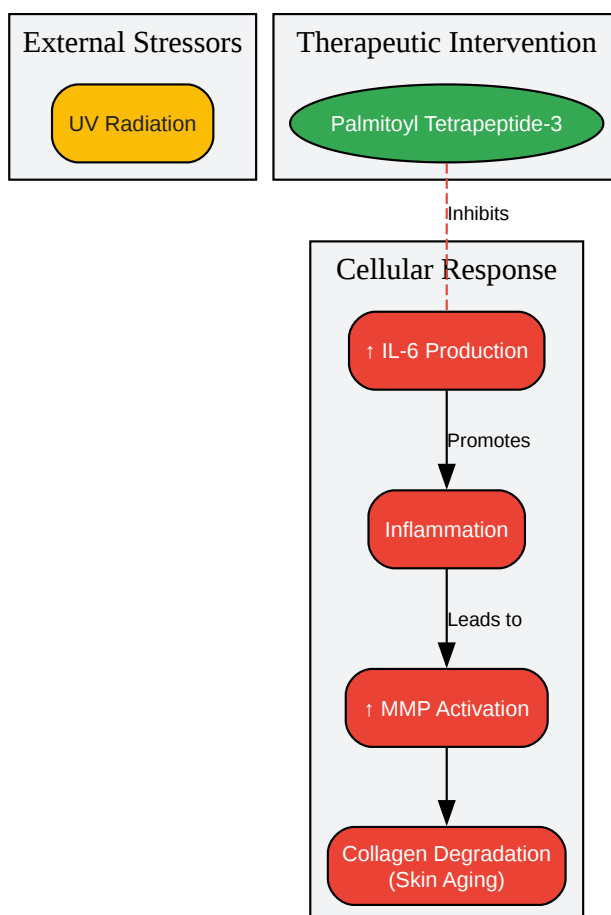 External Stressors
UV Radiation
Therapeutic Intervention
Palmitoyl Tetrapeptide-3
Inhibits
Cellular Response
↑ IL-6 Production
Promotes
Inflammation
Leads to
↑ MMP Activation
Collagen Degradation
(Skin Aging)